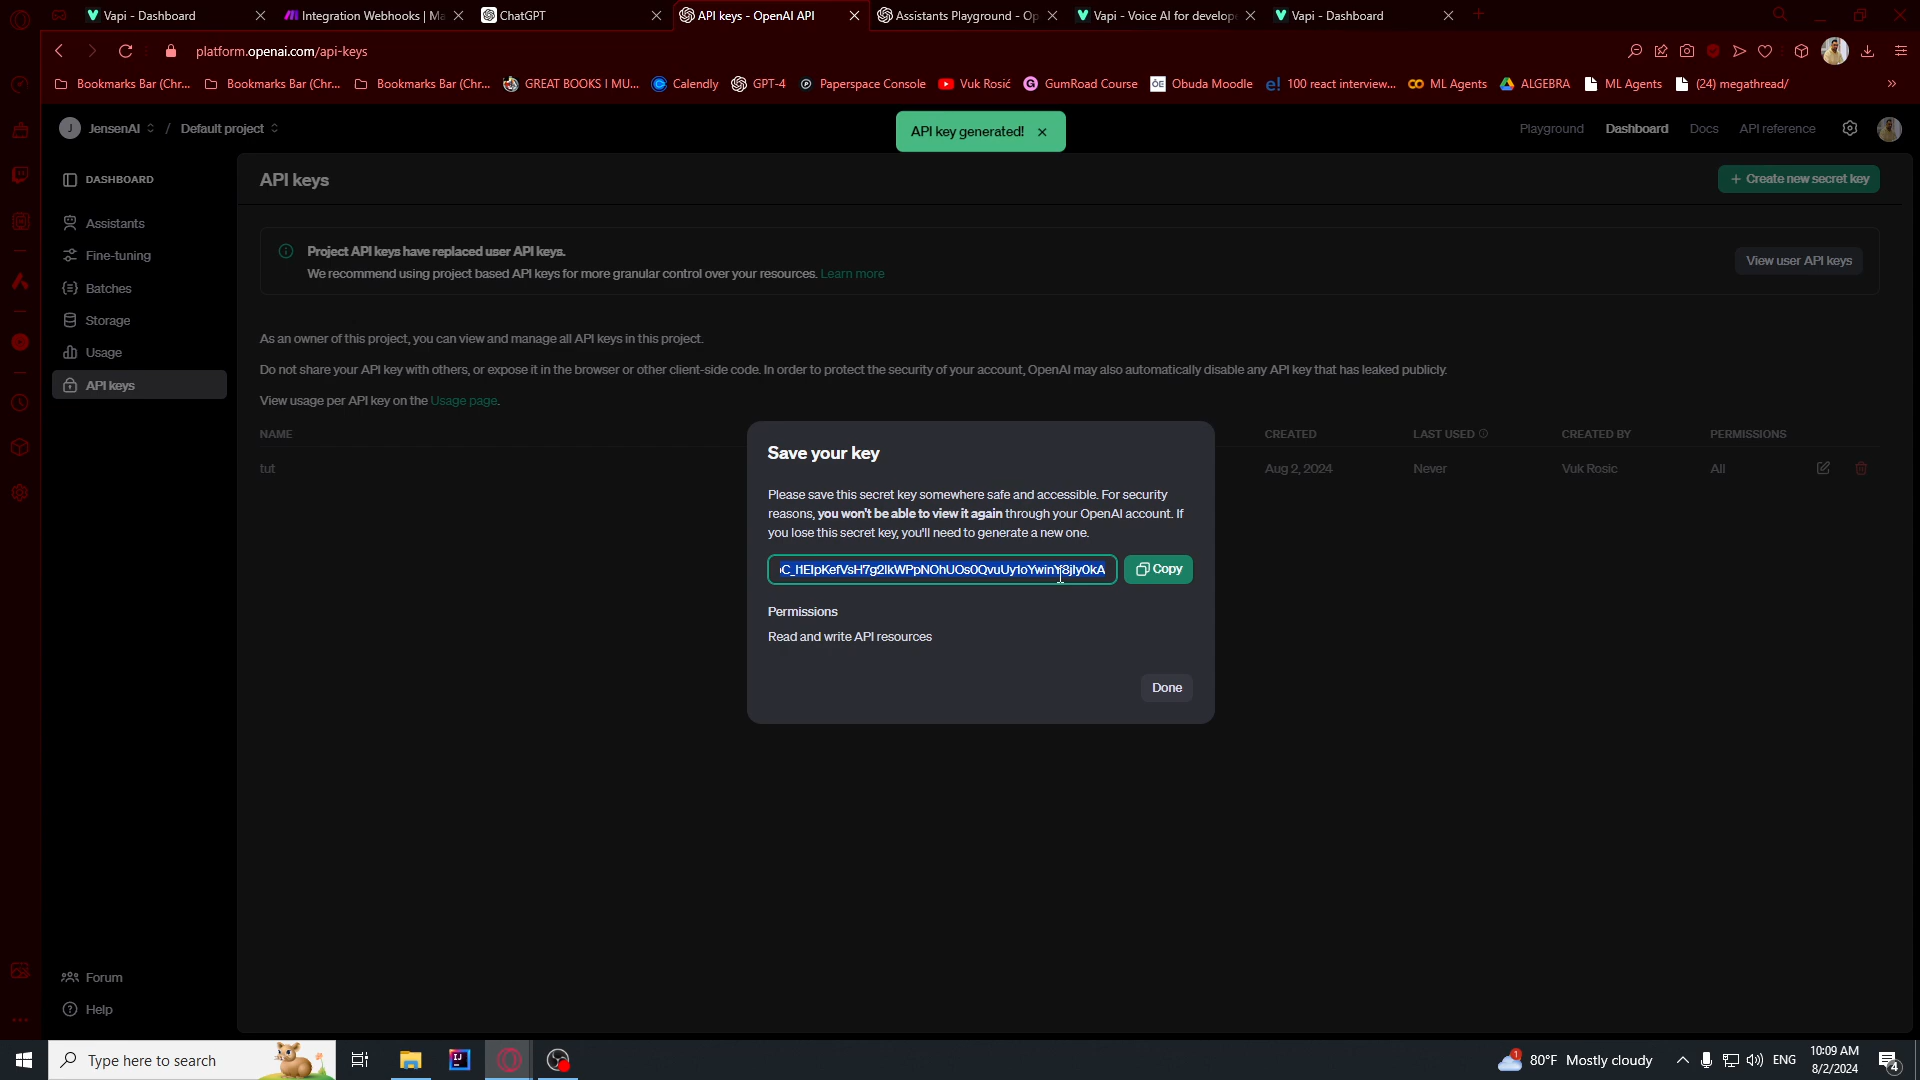 Vapi - Dashboard
Integration Webhooks | Ma
ChatGPT
API keys - OpenAI API
Assistants Playground - Op
Vapi - Voice AI for develope
Vapi - Dashboard
platform.openai.com/api-keys
Bookmarks Bar (Chr...
Bookmarks Bar (Chr...
Bookmarks Bar (Chr...
GREAT BOOKS I MU...
Calendly
GPT-4
Paperspace Console
Vuk Rosić
GumRoad Course
Obuda Moodle
100 react interview...
ML Agents
ALGEBRA
ML Agents
(24) megathread/
J JensenAI / Default project
API key generated!
Playground
Dashboard
Docs
API reference
DASHBOARD
Assistants
Fine-tuning
Batches
Storage
Usage
API keys
Forum
Help
API keys
+ Create new secret key
Project API keys have replaced user API keys.
We recommend using project based API keys for more granular control over your resources. Learn more
View user API keys
As an owner of this project, you can view and manage all API keys in this project.
Do not share your API key with others, or expose it in the browser or other client-side code. In order to protect the security of your account, OpenAI may also automatically disable any API key that has leaked publicly.
View usage per API key on the Usage page.
NAME
CREATED
LAST USED
CREATED BY
PERMISSIONS
tut
Aug 2, 2024
Never
Vuk Rosic
All
Save your key
Please save this secret key somewhere safe and accessible. For security
reasons, you won't be able to view it again through your OpenAI account. If
you lose this secret key, you'll need to generate a new one.
Copy
Permissions
Read and write API resources
Done
Type here to search
1
80°F Mostly cloudy
ENG
10:09 AM
8/2/2024
4